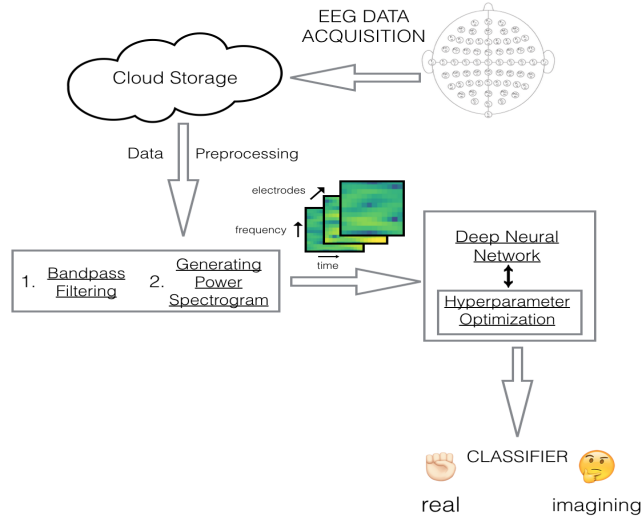 EEG DATA
ACQUISITION
Cloud Storage
Data Preprocessing
electrodes
frequency
time
1. Bandpass
Filtering
2. Generating
Power
Spectrogram
Deep Neural
Network
Hyperparameter
Optimization
CLASSIFIER
real
imagining